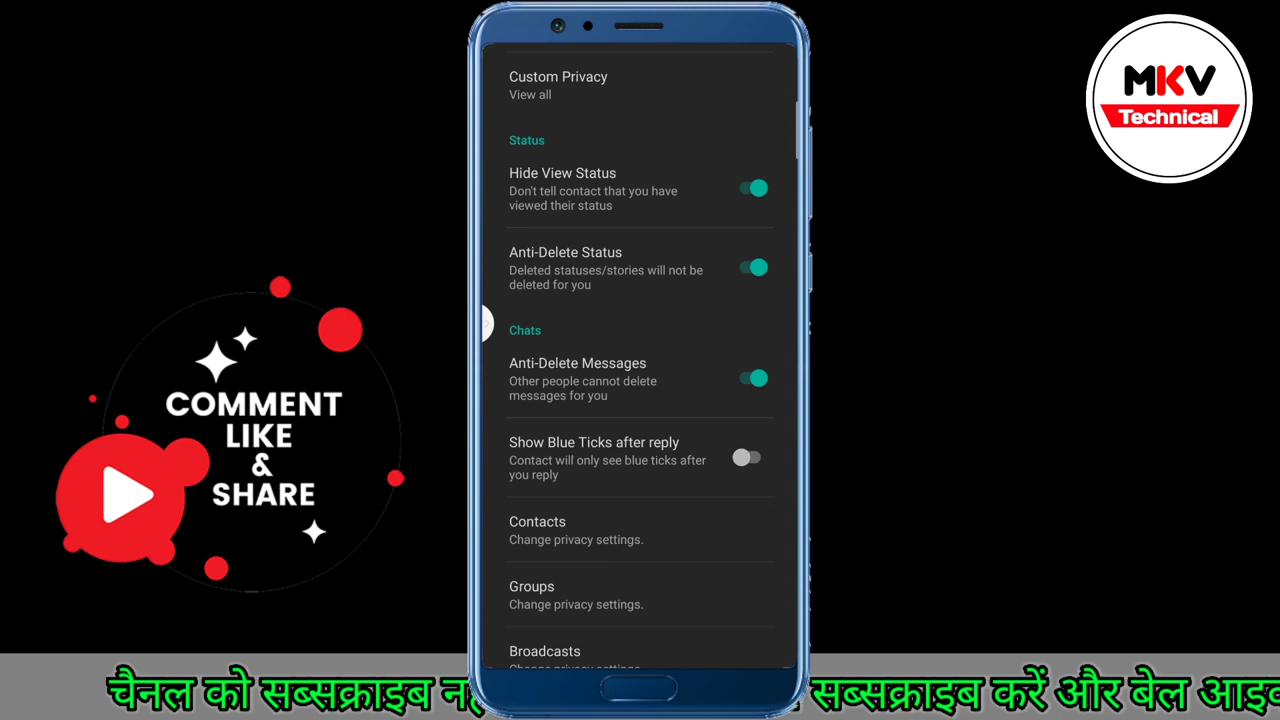 Custom Privacy
View all
Status
Hide View Status
Don't tell contact that you have
viewed their status
Anti-Delete Status
Deleted statuses/stories will not be
deleted for you
Chats
Anti-Delete Messages
Other people cannot delete
messages for you
Show Blue Ticks after reply
Contact will only see blue ticks after
you reply
Contacts
Change privacy settings.
Groups
Change privacy settings.
Broadcasts
Change privacy settings
MKV
Technical
COMMENT
LIKE
&
SHARE
चैनल को सब्सक्राइब सब्सक्राइब करें और बेल